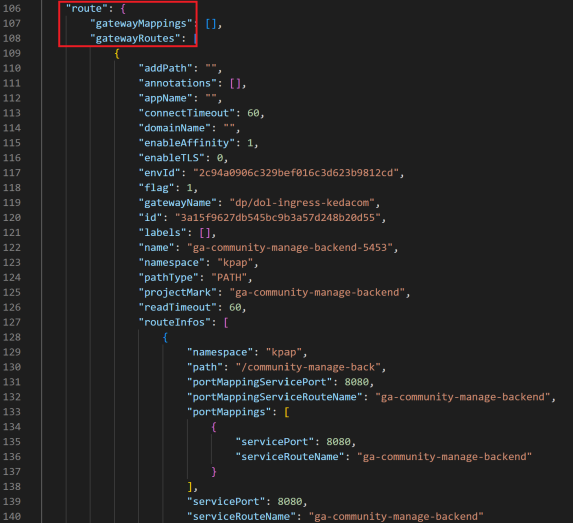 106 "route": {
107 "gatewayMappings": [],
108 "gatewayRoutes": [
109 {
110 "addPath": "",
111 "annotations": [],
112 "appName": "",
113 "connectTimeout": 60,
114 "domainName": "",
115 "enableAffinity": 1,
116 "enableTLS": 0,
117 "envId": "2c94a0906c329bef016c3d623b9812cd",
118 "flag": 1,
119 "gatewayName": "dp/dol-ingress-kedacom",
120 "id": "3a15f9627db545bc9b3a57d248b20d55",
121 "labels": [],
122 "name": "ga-community-manage-backend-5453",
123 "namespace": "kpap",
124 "pathType": "PATH",
125 "projectMark": "ga-community-manage-backend",
126 "readTimeout": 60,
127 "routeInfos": [
128 {
129 "namespace": "kpap",
130 "path": "/community-manage-back",
131 "portMappingServicePort": 8080,
132 "portMappingServiceRouteName": "ga-community-manage-backend",
133 "portMappings": [
134 {
135 "servicePort": 8080,
136 "serviceRouteName": "ga-community-manage-backend"
137 }
138 ],
139 "servicePort": 8080,
140 "serviceRouteName": "ga-community-manage-backend"